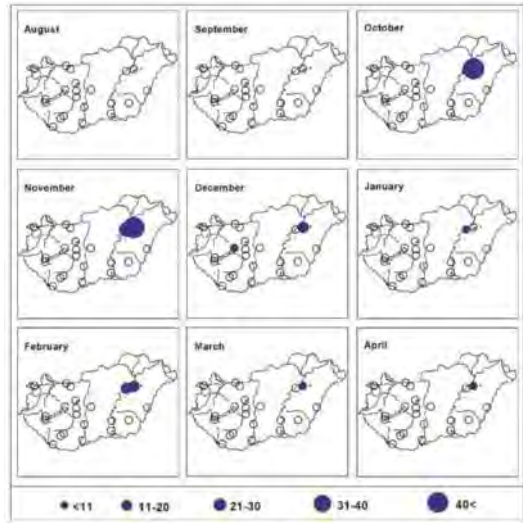 August
September
October
November
December
January
February
March
April
<11
11-20
21-30
31-40
40<